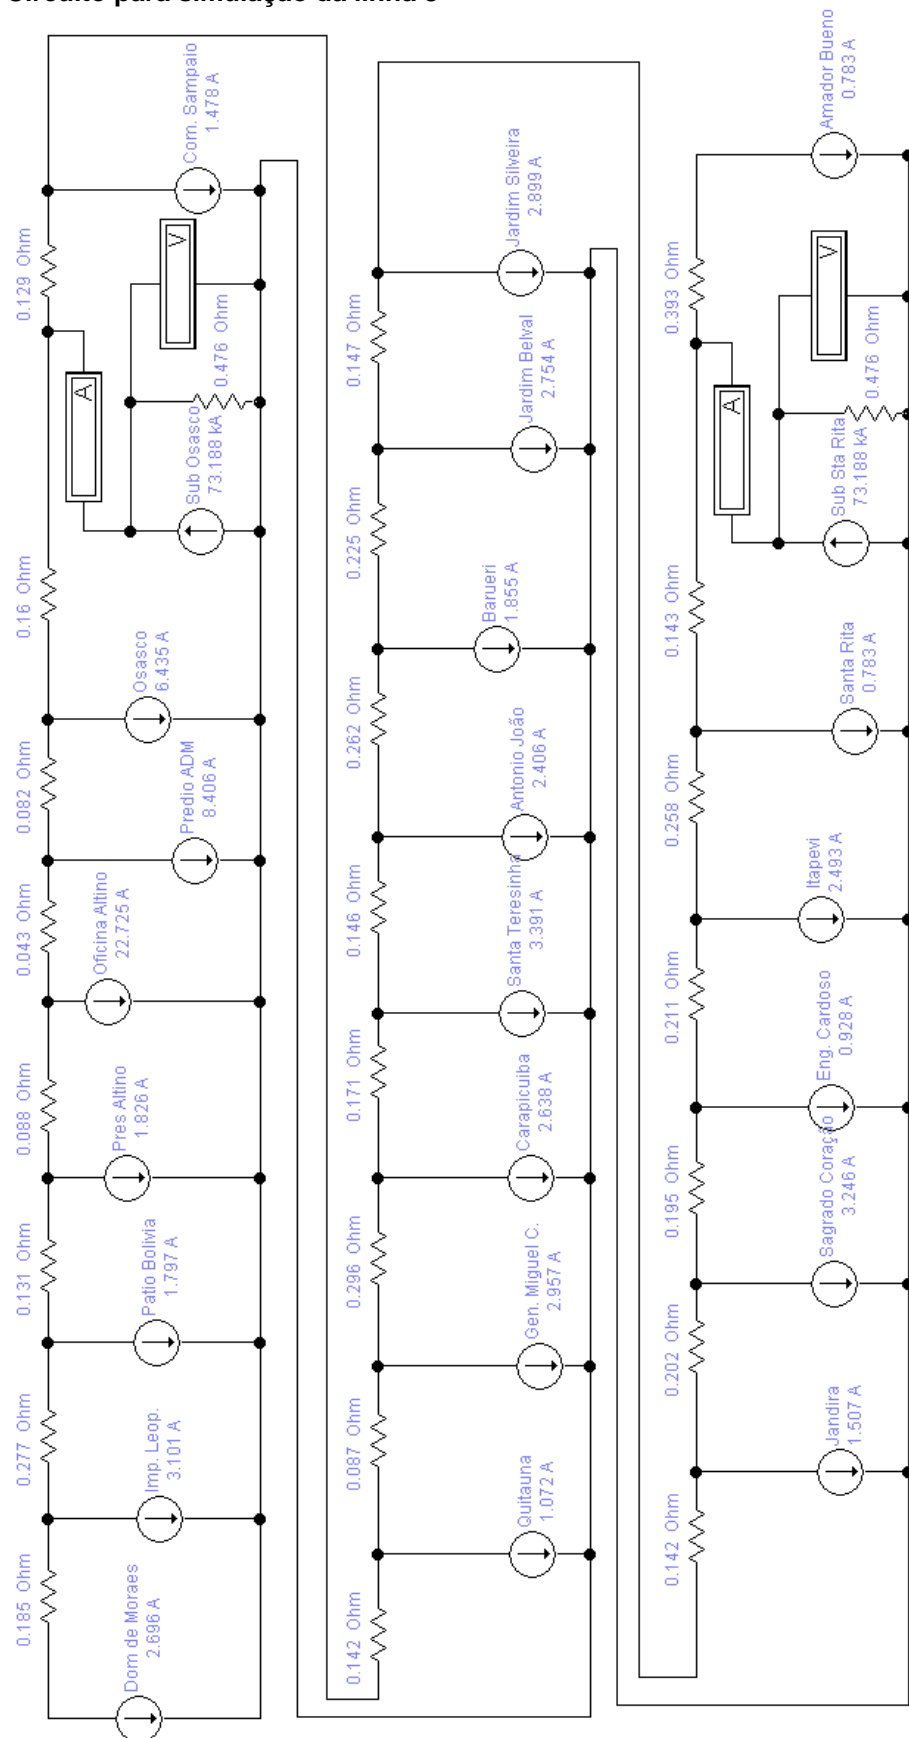 Circuito para simulação da linha
0.185 Ohm
0.277 Ohm
0.131 Ohm
0.088 Ohm
0.043 Ohm
0.082 Ohm
0.16 Ohm
0.129 Ohm
Dom de Moraes
2.696 A
Imp. Leop.
3.101 A
Patio Bolivia
1.797 A
Pres Altino
1.826 A
Oficina Altino
22.725 A
Predio ADM
8.406 A
Osasco
6.435 A
A
Sub Osasco
73.188 kA
0.476 Ohm
V
Com. Sampaio
1.478 A
0.142 Ohm
0.087 Ohm
0.296 Ohm
0.171 Ohm
0.146 Ohm
0.262 Ohm
0.225 Ohm
0.147 Ohm
Quitauna
1.072 A
Gen. Miguel C.
2.957 A
Carapicuiba
2.638 A
Santa Teresinha
3.391 A
Antonio João
2.406 A
Barueri
1.855 A
Jardim Belval
2.754 A
Jardim Silveira
2.899 A
0.142 Ohm
0.202 Ohm
0.195 Ohm
0.211 Ohm
0.258 Ohm
0.143 Ohm
0.393 Ohm
Jandira
1.507 A
Sagrado Coração
3.246 A
Eng. Cardoso
0.928 A
Itapevi
2.493 A
Santa Rita
0.783 A
A
Sub Sta Rita
73.188 kA
0.476 Ohm
V
Amador Bueno
0.783 A